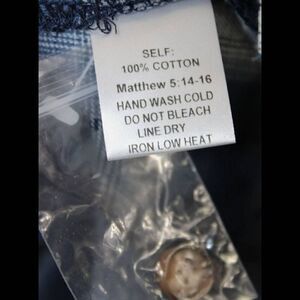 SELF:
100% COTTON
Matthew 5:14-16
HAND WASH COLD
DO NOT BLEACH
LINE DRY
IRON LOW HEAT